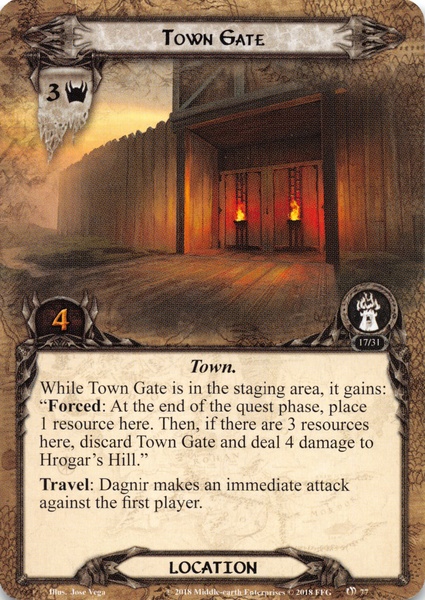 TOWN GATE
3
4
17/31
Town.
While Town Gate is in the staging area, it gains:
“Forced: At the end of the quest phase, place
1 resource here. Then, if there are 3 resources
here, discard Town Gate and deal 4 damage to
Hrogar’s Hill.”
Travel: Dagnir makes an immediate attack
against the first player.
LOCATION
Illus. Jose Vega
© 2018 Middle-earth Enterprises © 2018 FFG
77